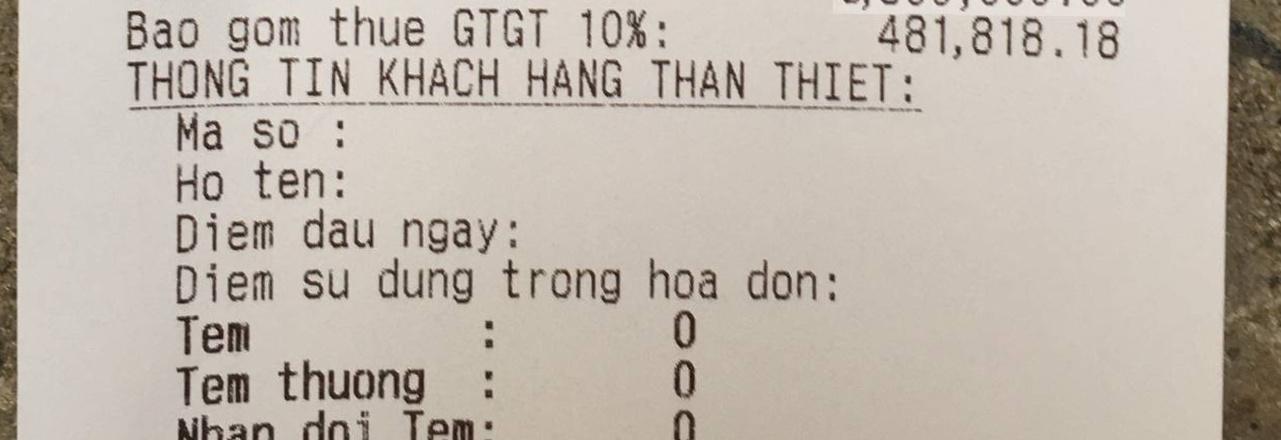 Bao gom thue GTGT 10%: 481,818.18
THONG TIN KHACH HANG THAN THIET:
Ma so :
Ho ten:
Diem dau ngay:
Diem su dung trong hoa don:
Tem : 0
Tem thuong : 0
Nhan doi Tem: 0